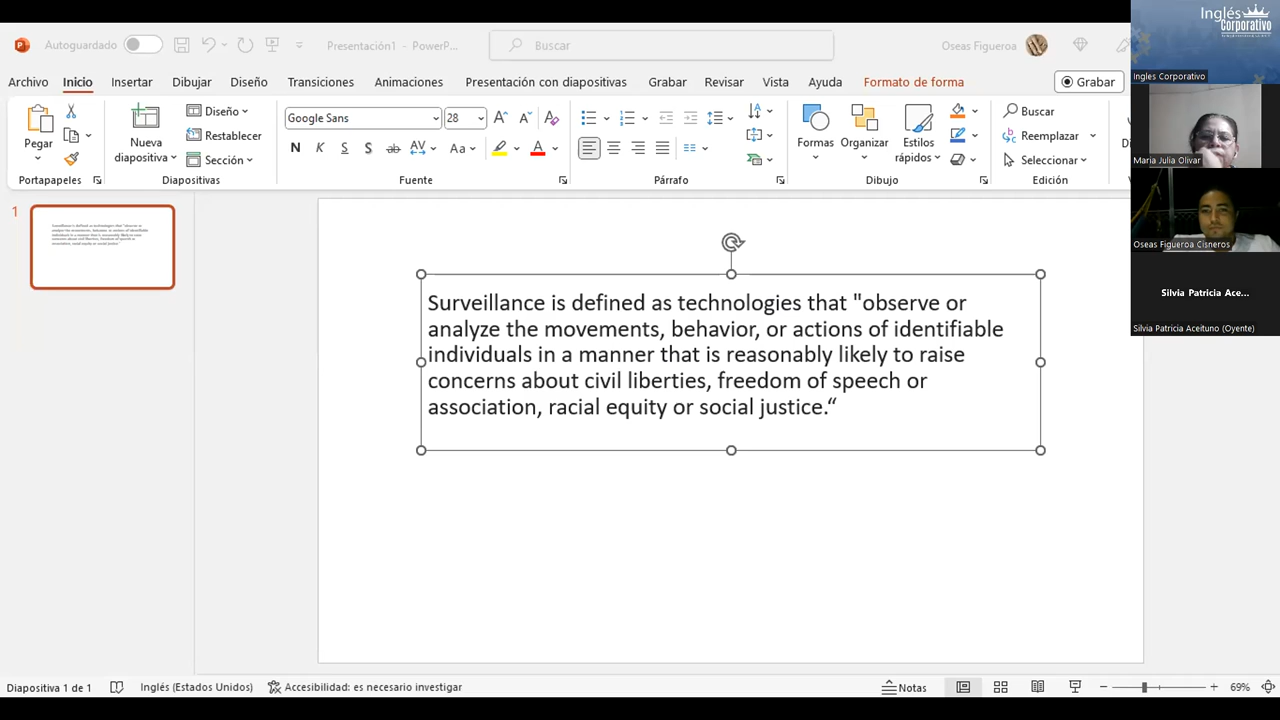 Autoguardado
Presentación1 - PowerP...
Buscar
Oseas Figueroa
Inglés
Corporativo
Ingles Corporativo
Archivo Inicio Insertar Dibujar Diseño Transiciones Animaciones Presentación con diapositivas Grabar Revisar Vista Ayuda Formato de forma
Grabar
Pegar
Nueva
diapositiva
Diseño
Restablecer
Sección
Google Sans 28
N K S S ab AV Aa A
Formas Organizar Estilos
rápidos
Buscar
Reemplazar
Seleccionar
Portapapeles Diapositivas Fuente Párrafo Dibujo Edición
Maria Julia Olivar
Oseas Figueroa Cisneros
Silvia Patricia Ace...
Silvia Patricia Aceituno (Oyente)
1
Surveillance is defined as technologies that "observe or
analyze the movements, behavior, or actions of identifiable
individuals in a manner that is reasonably likely to raise
concerns about civil liberties, freedom of speech or
association, racial equity or social justice.“
Diapositiva 1 de 1 Inglés (Estados Unidos) Accesibilidad: es necesario investigar Notas 69%